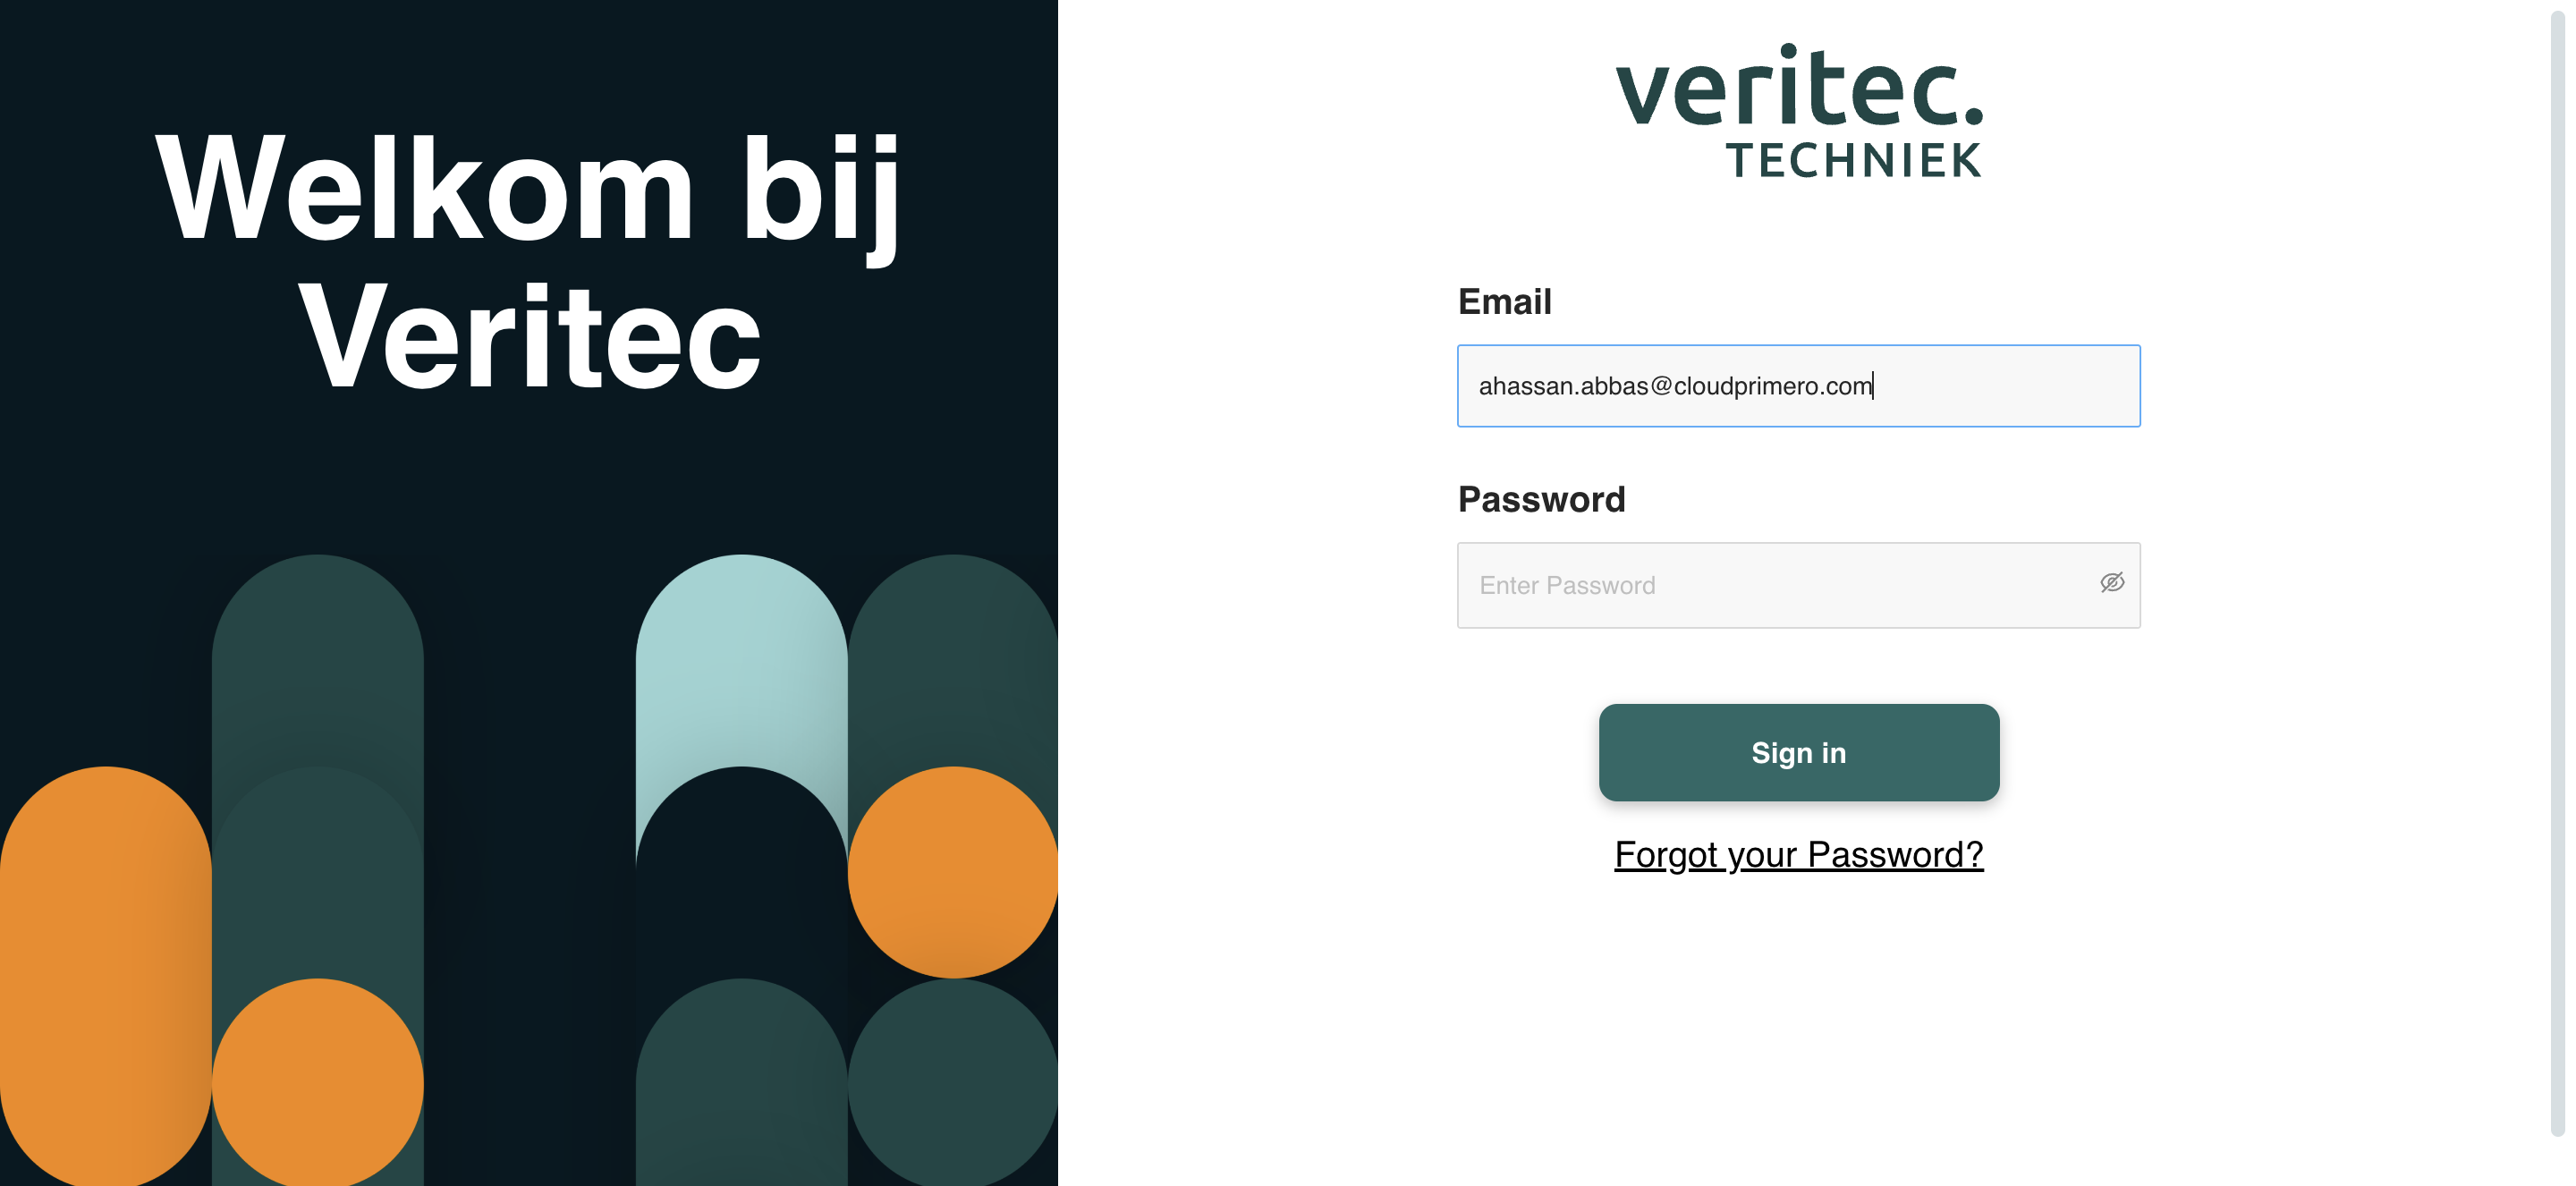 Welkom bij
Veritec
veritec.
TECHNIEK
Email
ahassan.abbas@cloudprimero.com
Password
Enter Password
Sign in
Forgot your Password?